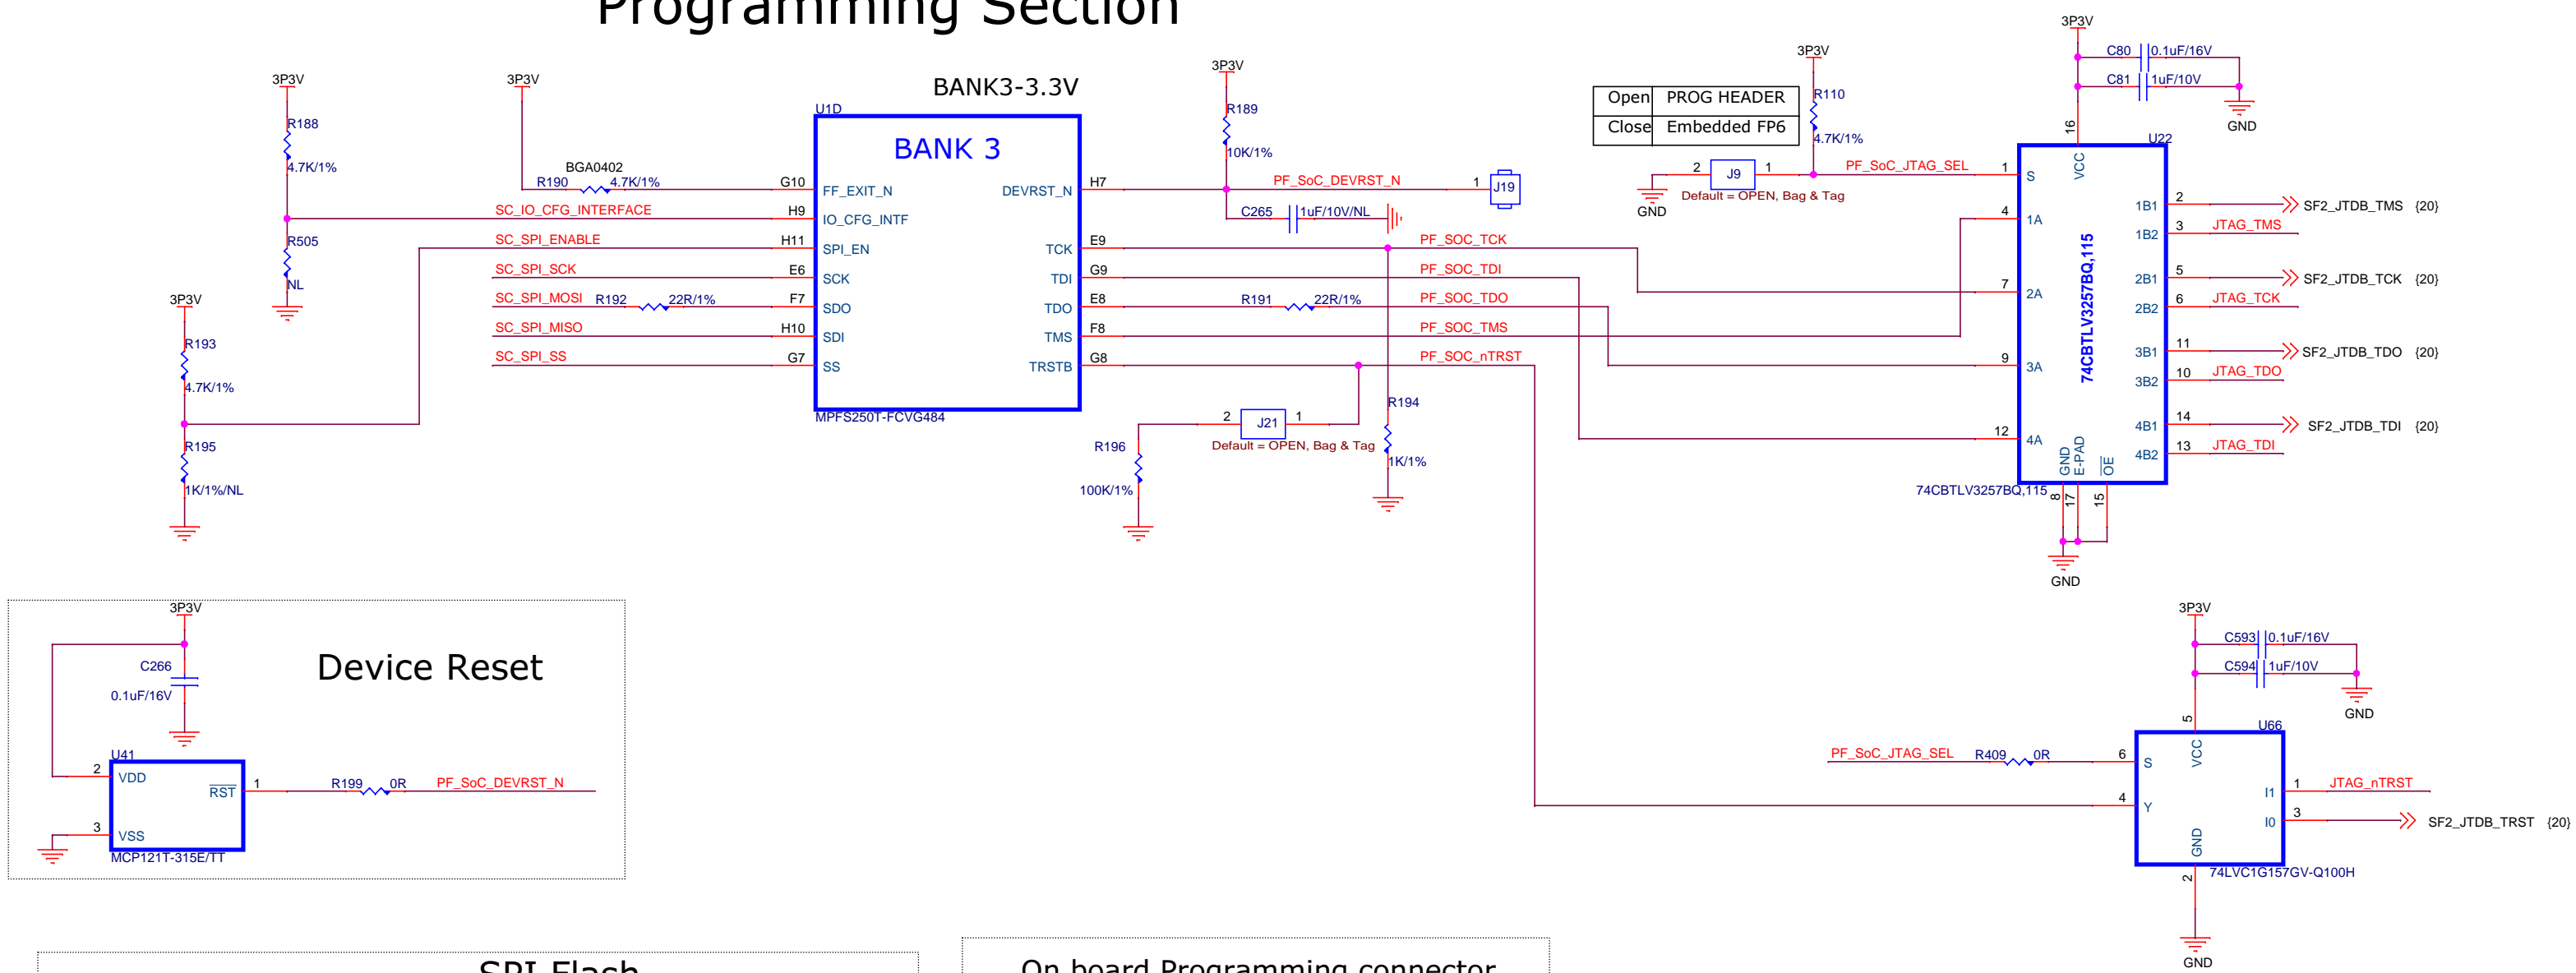 Programming Section
3P3V
R188
4.7K/1%
R505
NL
3P3V
R193
4.7K/1%
R195
1K/1%/NL
3P3V
BGA0402
R190 4.7K/1%
SC_IO_CFG_INTERFACE
SC_SPI_ENABLE
SC_SPI_SCK
SC_SPI_MOSI R192 22R/1%
SC_SPI_MISO
SC_SPI_SS
BANK3-3.3V
U1D
BANK 3
G10 FF_EXIT_N DEVRST_N H7
H9 IO_CFG_INTF
H11 SPI_EN TCK E9
E6 SCK TDI G9
F7 SDO TDO E8
H10 SDI TMS F8
G7 SS TRSTB G8
MPFS250T-FCVG484
3P3V
R189
10K/1%
PF_SoC_DEVRST_N 1 J19
C265 1uF/10V/NL
PF_SOC_TCK
PF_SOC_TDI
R191 22R/1% PF_SOC_TDO
PF_SOC_TMS
PF_SOC_nTRST
2 J21 1
Default = OPEN, Bag & Tag
R196
100K/1%
R194
1K/1%
Open PROG HEADER
Close Embedded FP6
3P3V
R110
4.7K/1%
2 J9 1
Default = OPEN, Bag & Tag
GND
PF_SoC_JTAG_SEL
3P3V
C80 0.1uF/16V
C81 1uF/10V
GND
U22
16 VCC
1 S
4 1A
7 2A
9 3A
12 4A
74CBTLV3257BQ,115
1B1 2 SF2_JTDB_TMS {20}
1B2 3 JTAG_TMS
2B1 5 SF2_JTDB_TCK {20}
2B2 6 JTAG_TCK
3B1 11 SF2_JTDB_TDO {20}
3B2 10 JTAG_TDO
4B1 14 SF2_JTDB_TDI {20}
4B2 13 JTAG_TDI
GND E-PAD OE
8 17 15
74CBTLV3257BQ,115
GND
3P3V
C266
0.1uF/16V
Device Reset
U41
2 VDD
RST 1 R199 0R PF_SoC_DEVRST_N
3 VSS
MCP121T-315E/TT
3P3V
C593 0.1uF/16V
C594 1uF/10V
GND
U66
5 VCC
PF_SoC_JTAG_SEL R409 0R 6 S
4 Y
I1 1 JTAG_nTRST
I0 3 SF2_JTDB_TRST {20}
GND
2
74LVC1G157GV-Q100H
GND
SPI Flash
On board Programming connector